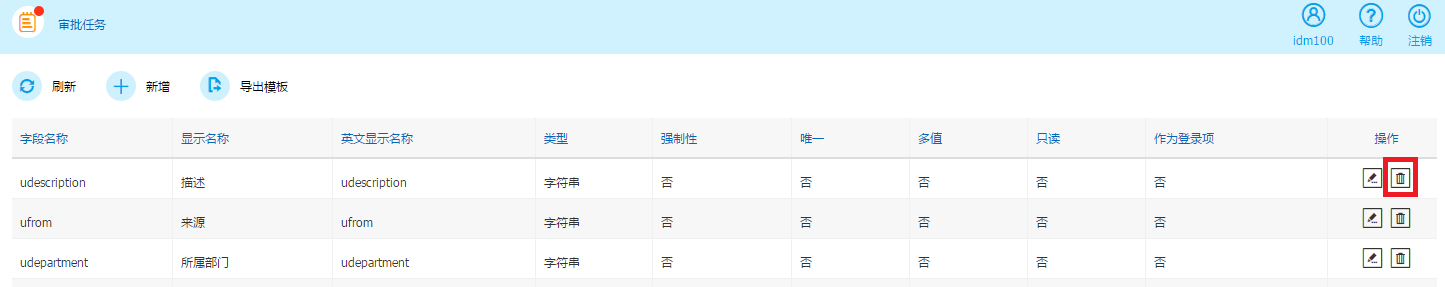 审批任务
idm100 帮助 注销
刷新 新增 导出模板
字段名称 显示名称 英文显示名称 类型 强制性 唯一 多值 只读 作为登录项 操作
udescription 描述 udescription 字符串 否 否 否 否 否
ufrom 来源 ufrom 字符串 否 否 否 否 否
udepartment 所属部门 udepartment 字符串 否 否 否 否 否